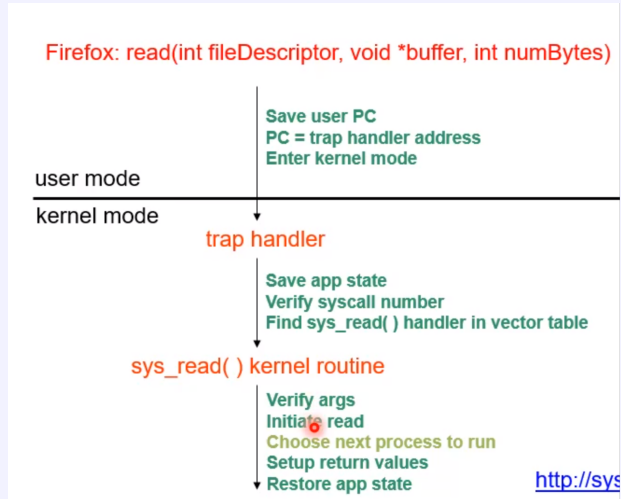 Firefox: read(int fileDescriptor, void *buffer, int numBytes)
Save user PC
PC = trap handler address
Enter kernel mode
user mode
kernel mode
trap handler
Save app state
Verify syscall number
Find sys_read( ) handler in vector table
sys_read( ) kernel routine
Verify args
Initiate read
Choose next process to run
Setup return values
Restore app state
http://sys